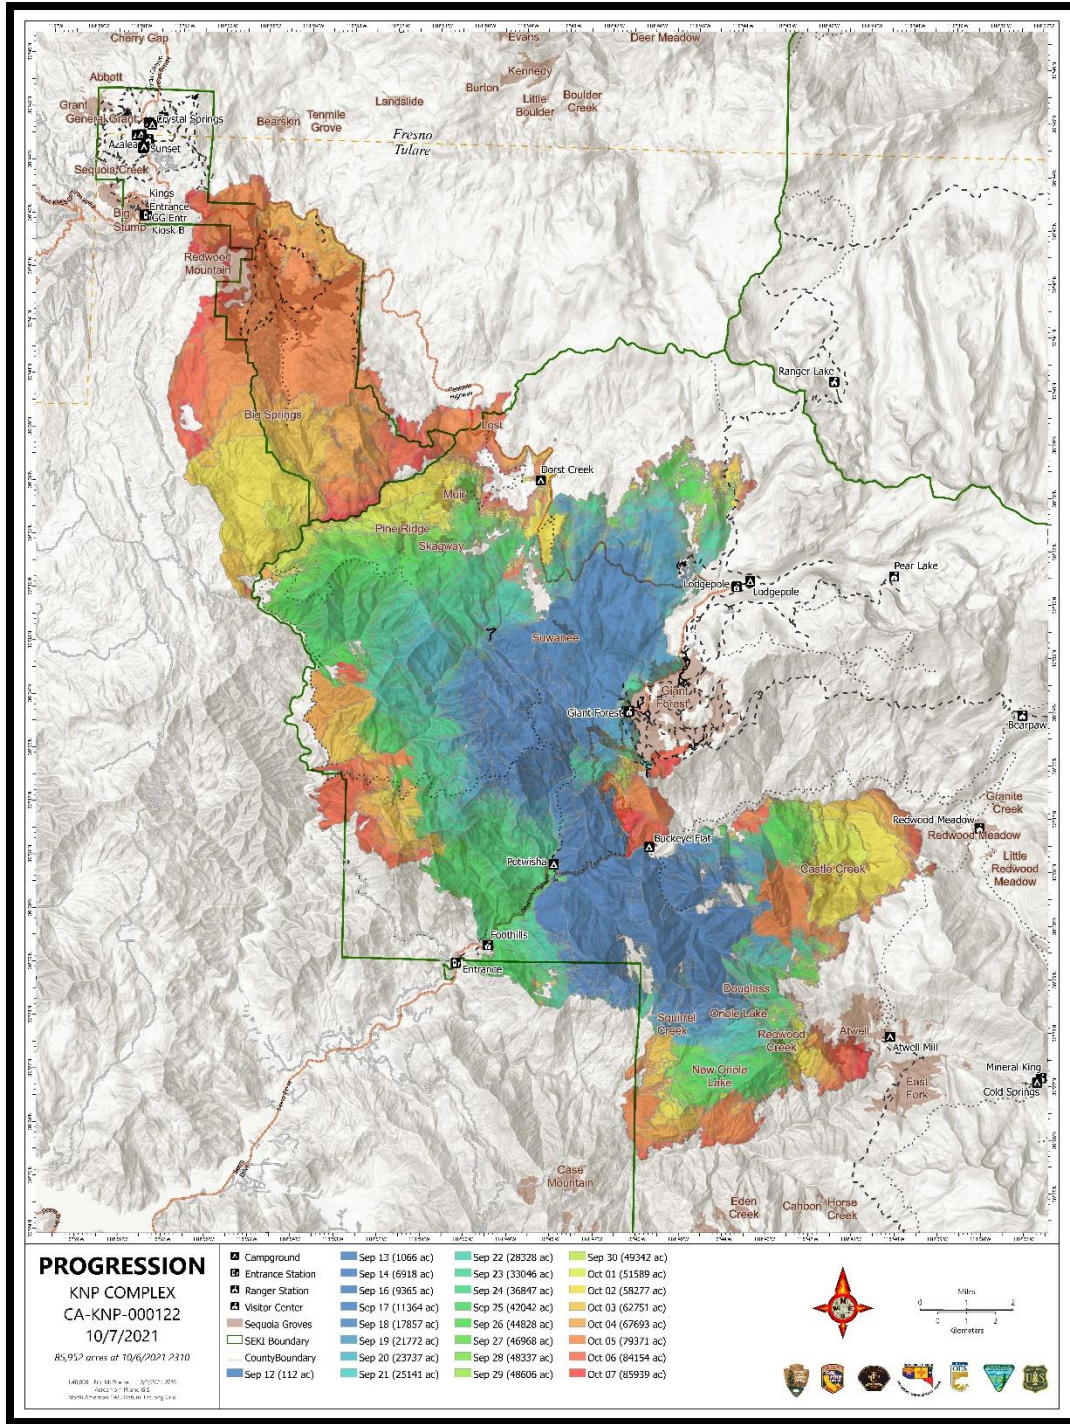 Cherry Gap
Evans
Deer Meadow
Abbott
Kennedy
Burton
Grant
General Grant
Crystal Springs
Landslide
Little
Boulder
Boulder
Creek
Bearskin
Tenmile
Grove
Azalea
Sunset
Fresno
Tulare
Sequoia Creek
Kings
Entrance
Big
Stump
GG Entr
Kiosk B
Redwood
Mountain
Ranger Lake
Big Springs
Lost
Dorst Creek
Muir
Pine Ridge
Skagway
Pear Lake
Lodgepole
Lodgepole
Suwanee
Giant
Forest
Giant Forest
Bearpaw
Granite
Creek
Redwood Meadow
Redwood Meadow
Buckeye Flat
Little
Redwood
Meadow
Potwisha
Castle Creek
Foothills
Entrance
Douglass
Oriole Lake
Squirrel
Creek
Redwood
Creek
Atwell
Atwell Mill
New Oriole
Lake
Mineral King
East
Fork
Cold Springs
Case
Mountain
Eden
Creek
Cahoon
Horse
Creek
PROGRESSION
KNP COMPLEX
CA-KNP-000122
10/7/2021
85,952 acres at 10/6/2021 2310
Campground
Entrance Station
Ranger Station
Visitor Center
Sequoia Groves
SEKI Boundary
CountyBoundary
Sep 12 (112 ac)
Sep 13 (1066 ac)
Sep 14 (6918 ac)
Sep 16 (9365 ac)
Sep 17 (11364 ac)
Sep 18 (17857 ac)
Sep 19 (21772 ac)
Sep 20 (23737 ac)
Sep 21 (25141 ac)
Sep 22 (28328 ac)
Sep 23 (33046 ac)
Sep 24 (36847 ac)
Sep 25 (42042 ac)
Sep 26 (44828 ac)
Sep 27 (46968 ac)
Sep 28 (48337 ac)
Sep 29 (48606 ac)
Sep 30 (49342 ac)
Oct 01 (51589 ac)
Oct 02 (58277 ac)
Oct 03 (62751 ac)
Oct 04 (67693 ac)
Oct 05 (79371 ac)
Oct 06 (84154 ac)
Oct 07 (85939 ac)
N
W
E
S
Miles
0 1 2
0 1 2
Kilometers